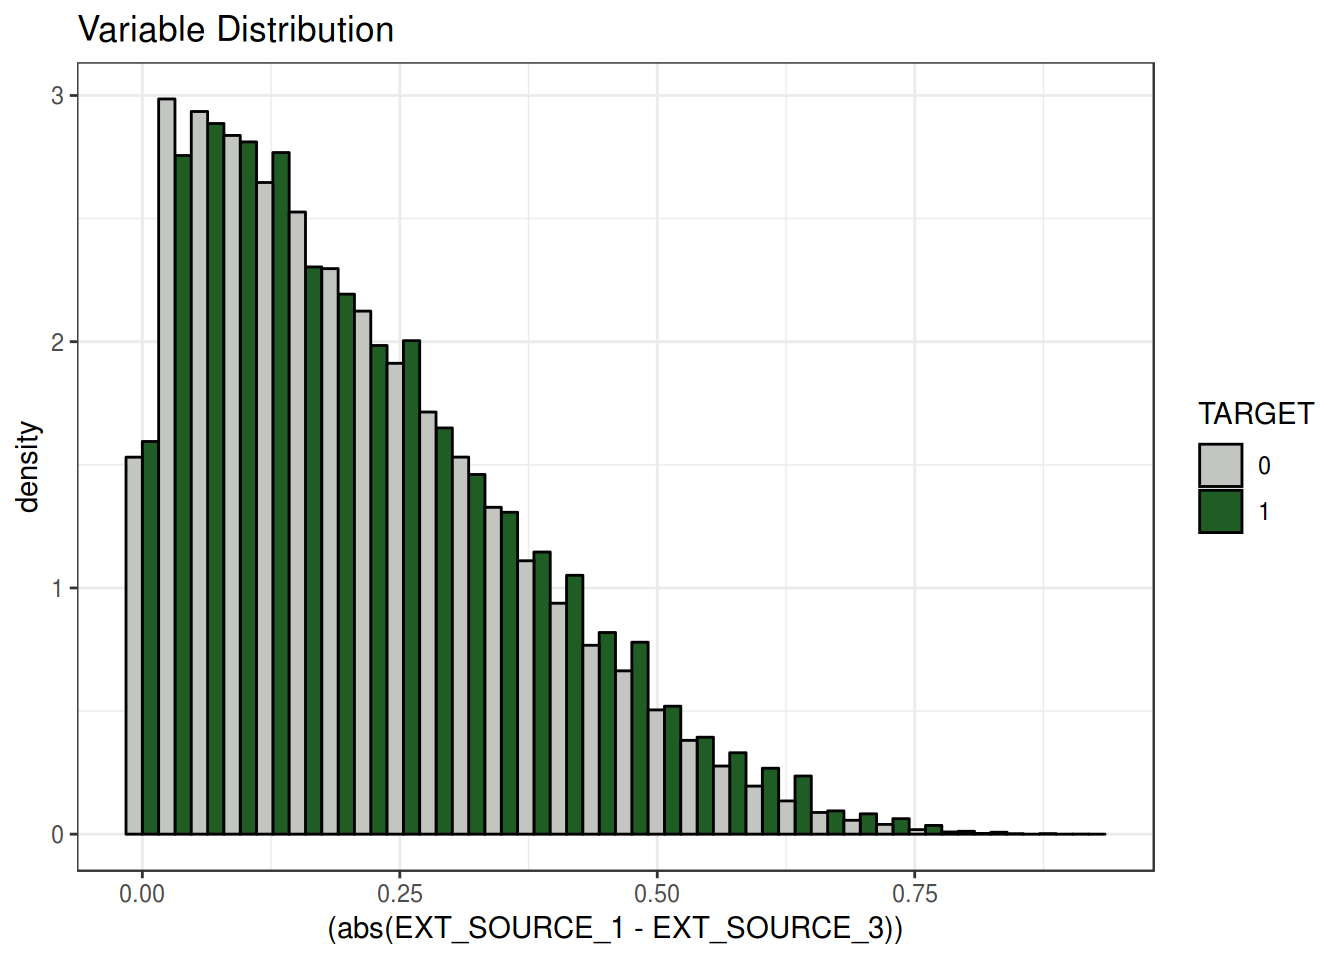 Variable Distribution
3
2
1
0
density
0.00 0.25 0.50 0.75
(abs(EXT_SOURCE_1 - EXT_SOURCE_3))
TARGET
0
1